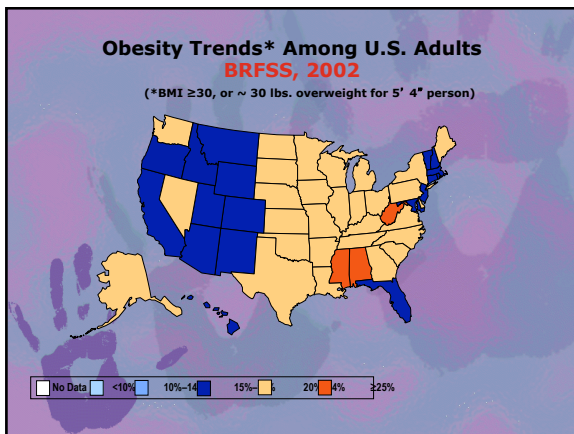 Obesity Trends* Among U.S. Adults
BRFSS, 2002
(*BMI ≥30, or ~ 30 lbs. overweight for 5’ 4” person)
No Data <10% 10%–14 15%– % 20% 4% ≥25%